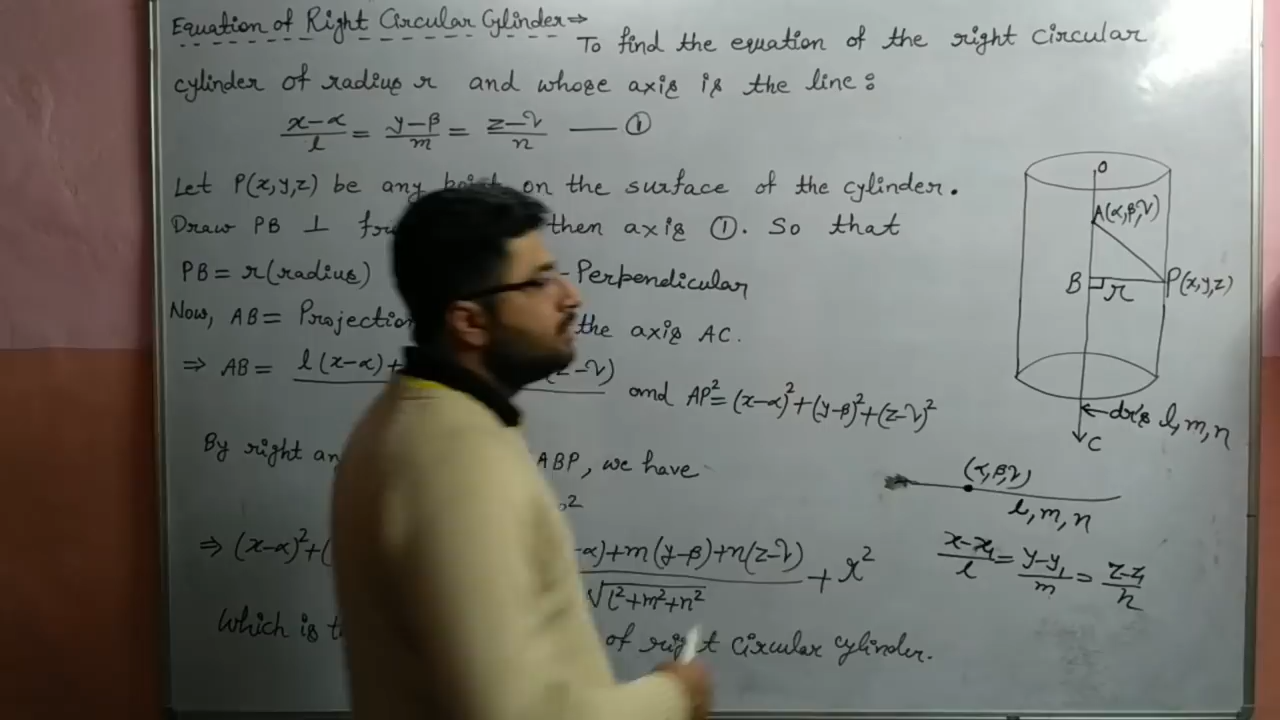 Equation of Right Circular Cylinder⇒
To find the equation of the right circular
cylinder of radius r and whose axis is the line:
(x-α)/l = (y-β)/m = (z-γ)/n — ①
Let P(x,y,z) be any point on the surface of the cylinder.
Draw PB ⊥ then axis ①. So that
PB = r(radius) - Perpendicular
Now, AB = Projection the axis AC.
⇒ AB = l(x-α)+ -γ) and AP² = (x-α)²+(y-β)²+(z-γ)²
By right ABP, we have
⇒ (x-α)²+( -α)+m(y-β)+n(z-γ) / √(l²+m²+n²) + r²
Which is of right circular cylinder.
O
A(α,β,γ)
B r P(x,y,z)
dr's l,m,n
C
(α,β,γ)
l,m,n
(x-x₁)/l = (y-y₁)/m = (z-z₁)/n